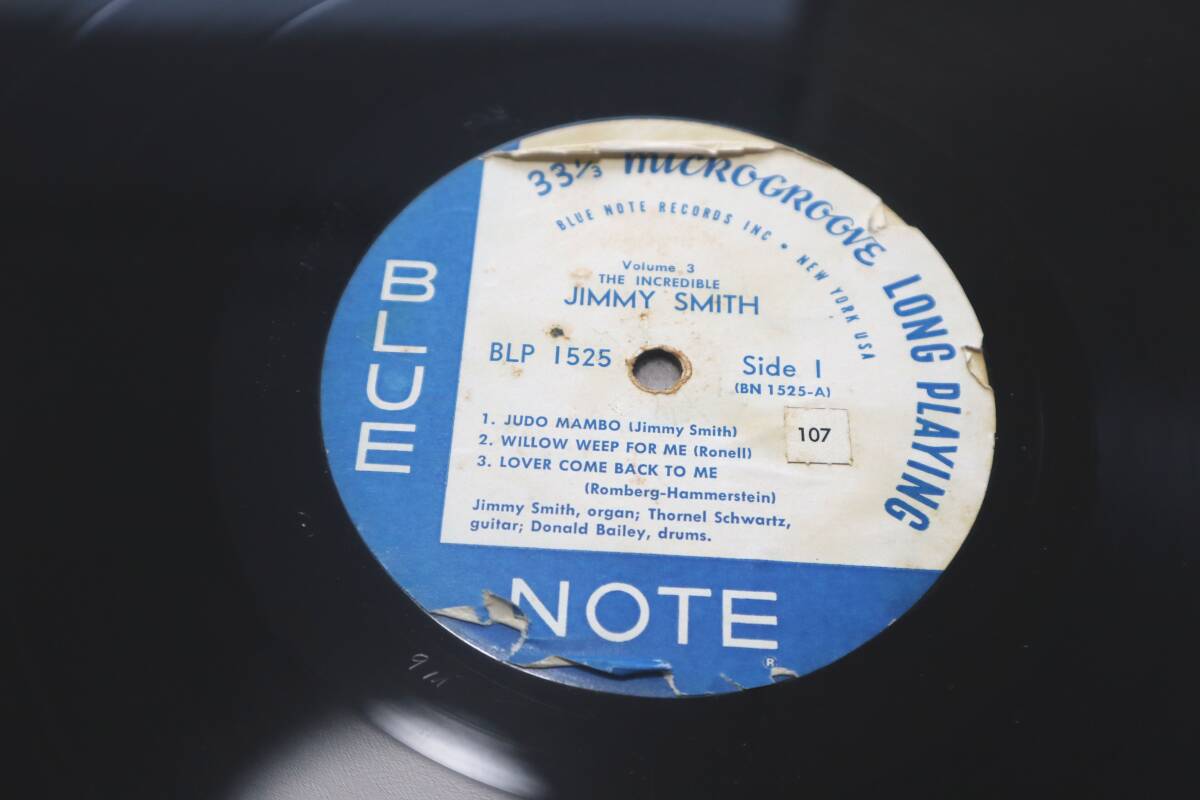 33⅓ MICROGROOVE LONG PLAYING
BLUE NOTE RECORDS INC • NEW YORK USA
Volume 3
THE INCREDIBLE
JIMMY SMITH
BLP 1525
Side 1
(BN 1525-A)
1. JUDO MAMBO (Jimmy Smith)
2. WILLOW WEEP FOR ME (Ronell)
3. LOVER COME BACK TO ME
(Romberg-Hammerstein)
107
Jimmy Smith, organ; Thornel Schwartz,
guitar; Donald Bailey, drums.
BLUE
NOTE
®